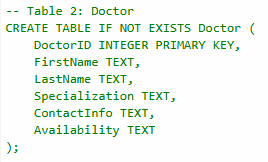 -- Table 2: Doctor
CREATE TABLE IF NOT EXISTS Doctor (
    DoctorID INTEGER PRIMARY KEY,
    FirstName TEXT,
    LastName TEXT,
    Specialization TEXT,
    ContactInfo TEXT,
    Availability TEXT
);